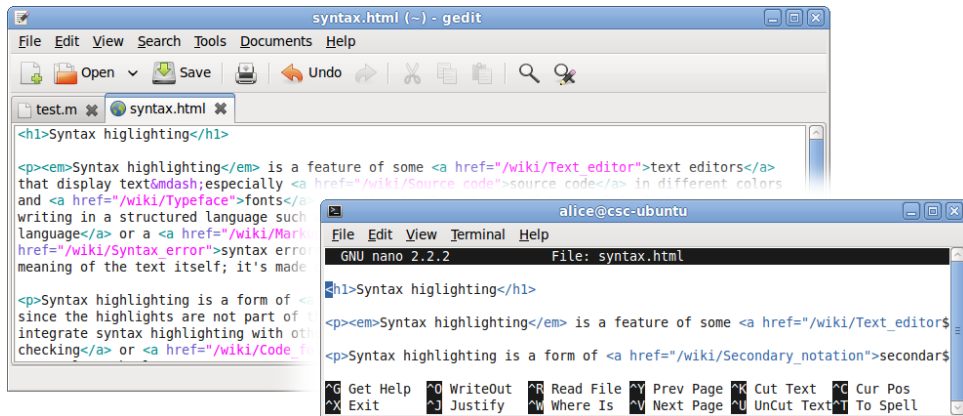 syntax.html (~) - gedit
File Edit View Search Tools Documents Help
Open Save Undo
test.m syntax.html
<h1>Syntax higlighting</h1>
<p><em>Syntax highlighting</em> is a feature of some <a href="/wiki/Text_editor">text editors</a>
that display text&mdash;especially <a href="/wiki/Source_code">source code</a> in different colors
and <a href="/wiki/Typeface">fonts</a
writing in a structured language such
language</a> or a <a href="/wiki/Marku
href="/wiki/Syntax_error">syntax error
meaning of the text itself; it's made
<p>Syntax highlighting is a form of <a
since the highlights are not part of t
integrate syntax highlighting with oth
checking</a> or <a href="/wiki/Code_fo
alice@csc-ubuntu
File Edit View Terminal Help
GNU nano 2.2.2 File: syntax.html
<h1>Syntax higlighting</h1>
<p><em>Syntax highlighting</em> is a feature of some <a href="/wiki/Text_editor$
<p>Syntax highlighting is a form of <a href="/wiki/Secondary_notation">secondar$
^G Get Help ^O WriteOut ^R Read File ^Y Prev Page ^K Cut Text ^C Cur Pos
^X Exit ^J Justify ^W Where Is ^V Next Page ^U UnCut Text ^T To Spell